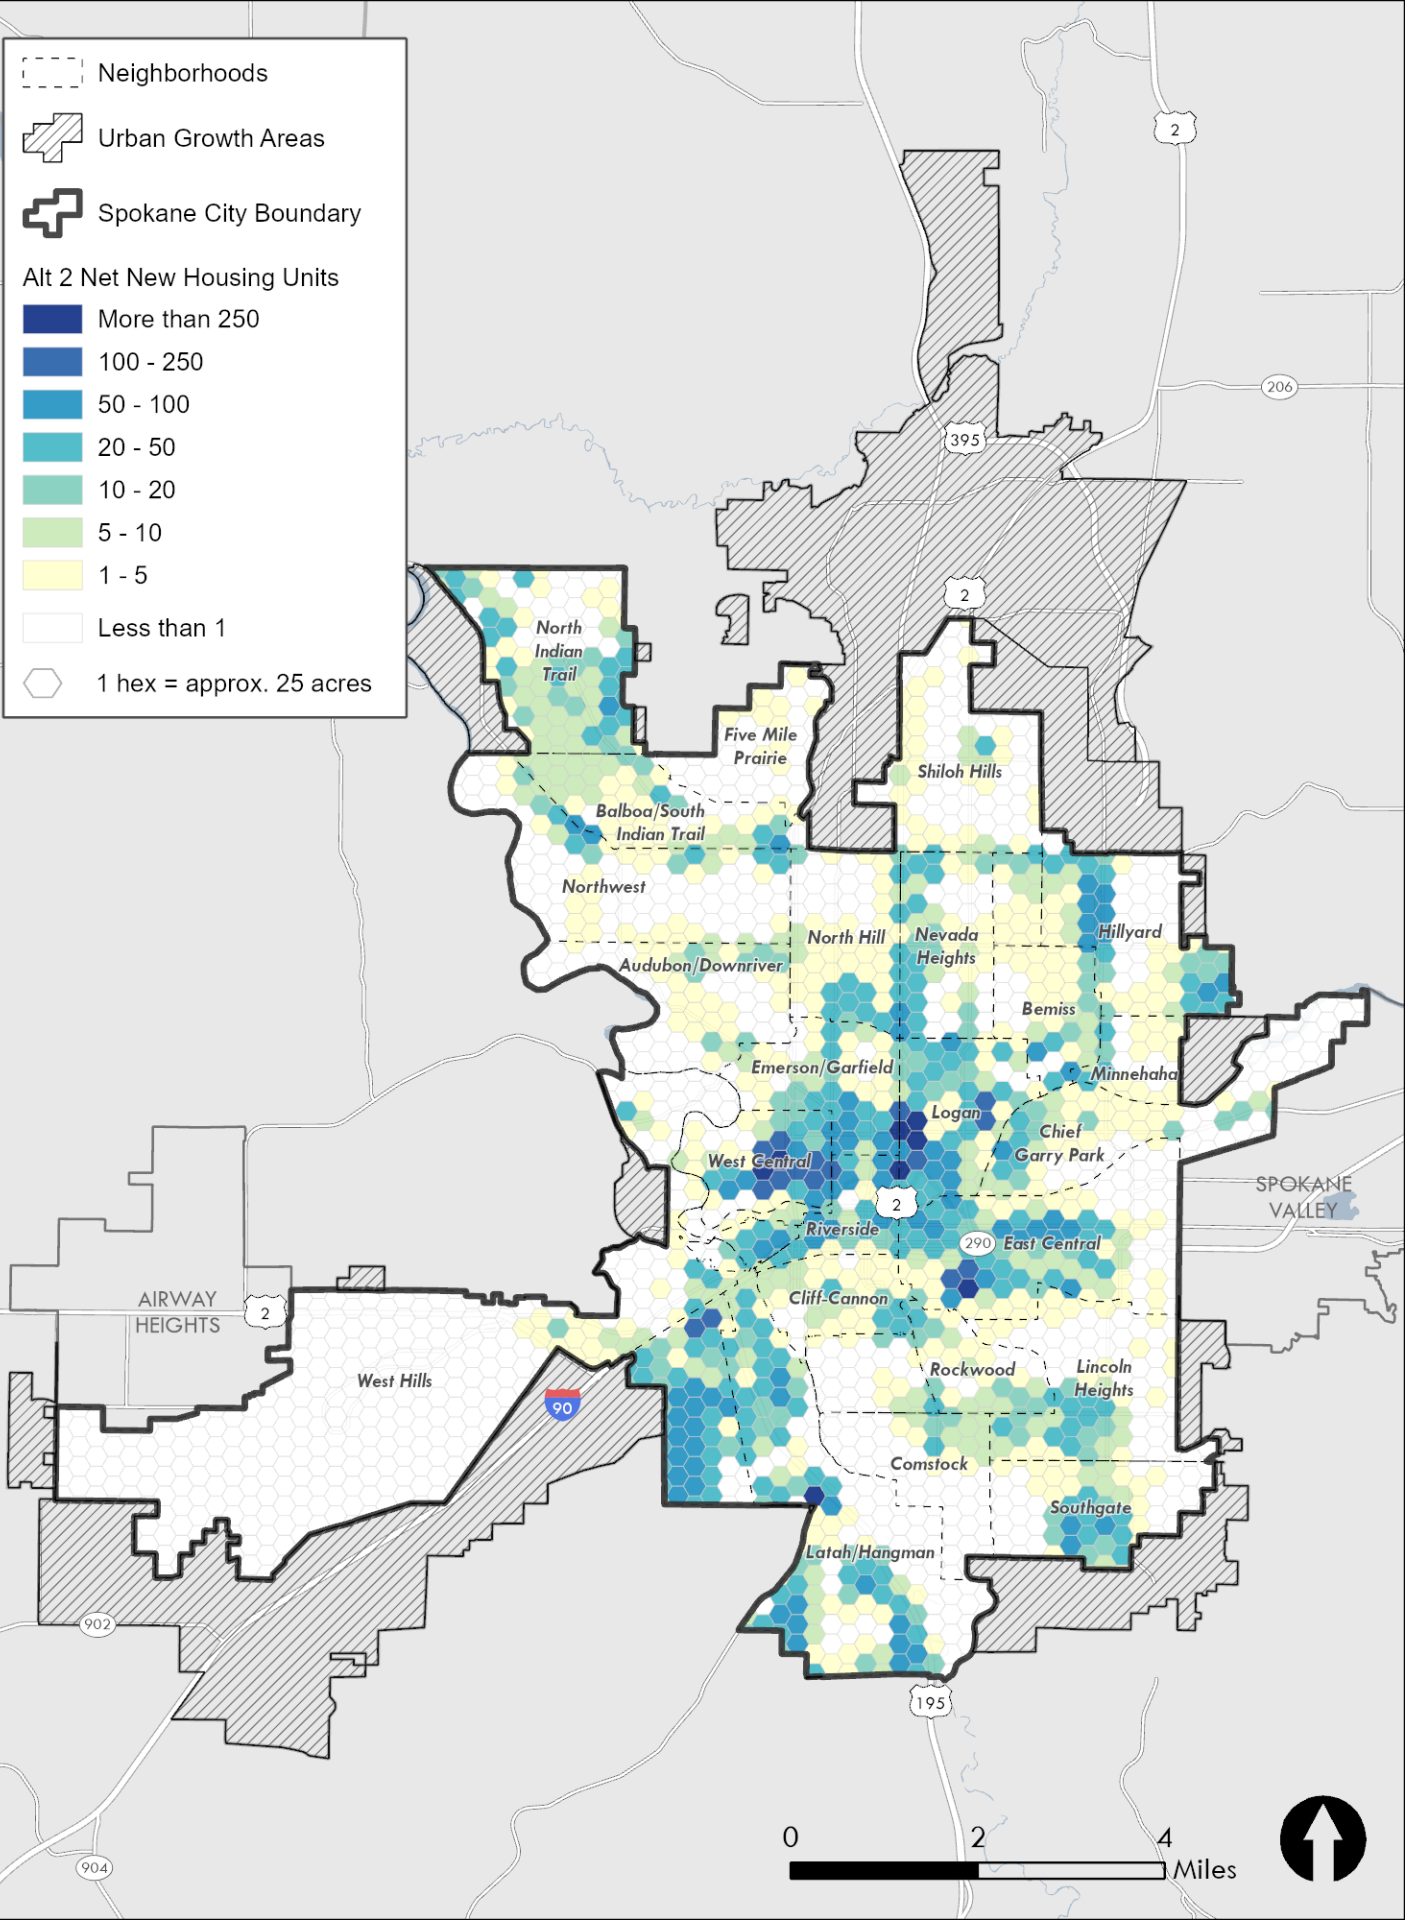 Neighborhoods
Urban Growth Areas
Spokane City Boundary
Alt 2 Net New Housing Units
More than 250
100 - 250
50 - 100
20 - 50
10 - 20
5 - 10
1 - 5
Less than 1
1 hex = approx. 25 acres
2
206
395
2
North
Indian
Trail
Five Mile
Prairie
Shiloh Hills
Balboa/South
Indian Trail
Northwest
North Hill
Nevada
Heights
Hillyard
Audubon/Downriver
Bemiss
Emerson/Garfield
Minnehaha
Logan
Chief
Garry Park
West Central
SPOKANE
VALLEY
2
Riverside
290
East Central
AIRWAY
HEIGHTS
2
Cliff-Cannon
West Hills
Rockwood
Lincoln
Heights
90
Comstock
Southgate
Latah/Hangman
902
195
904
0
2
4
Miles